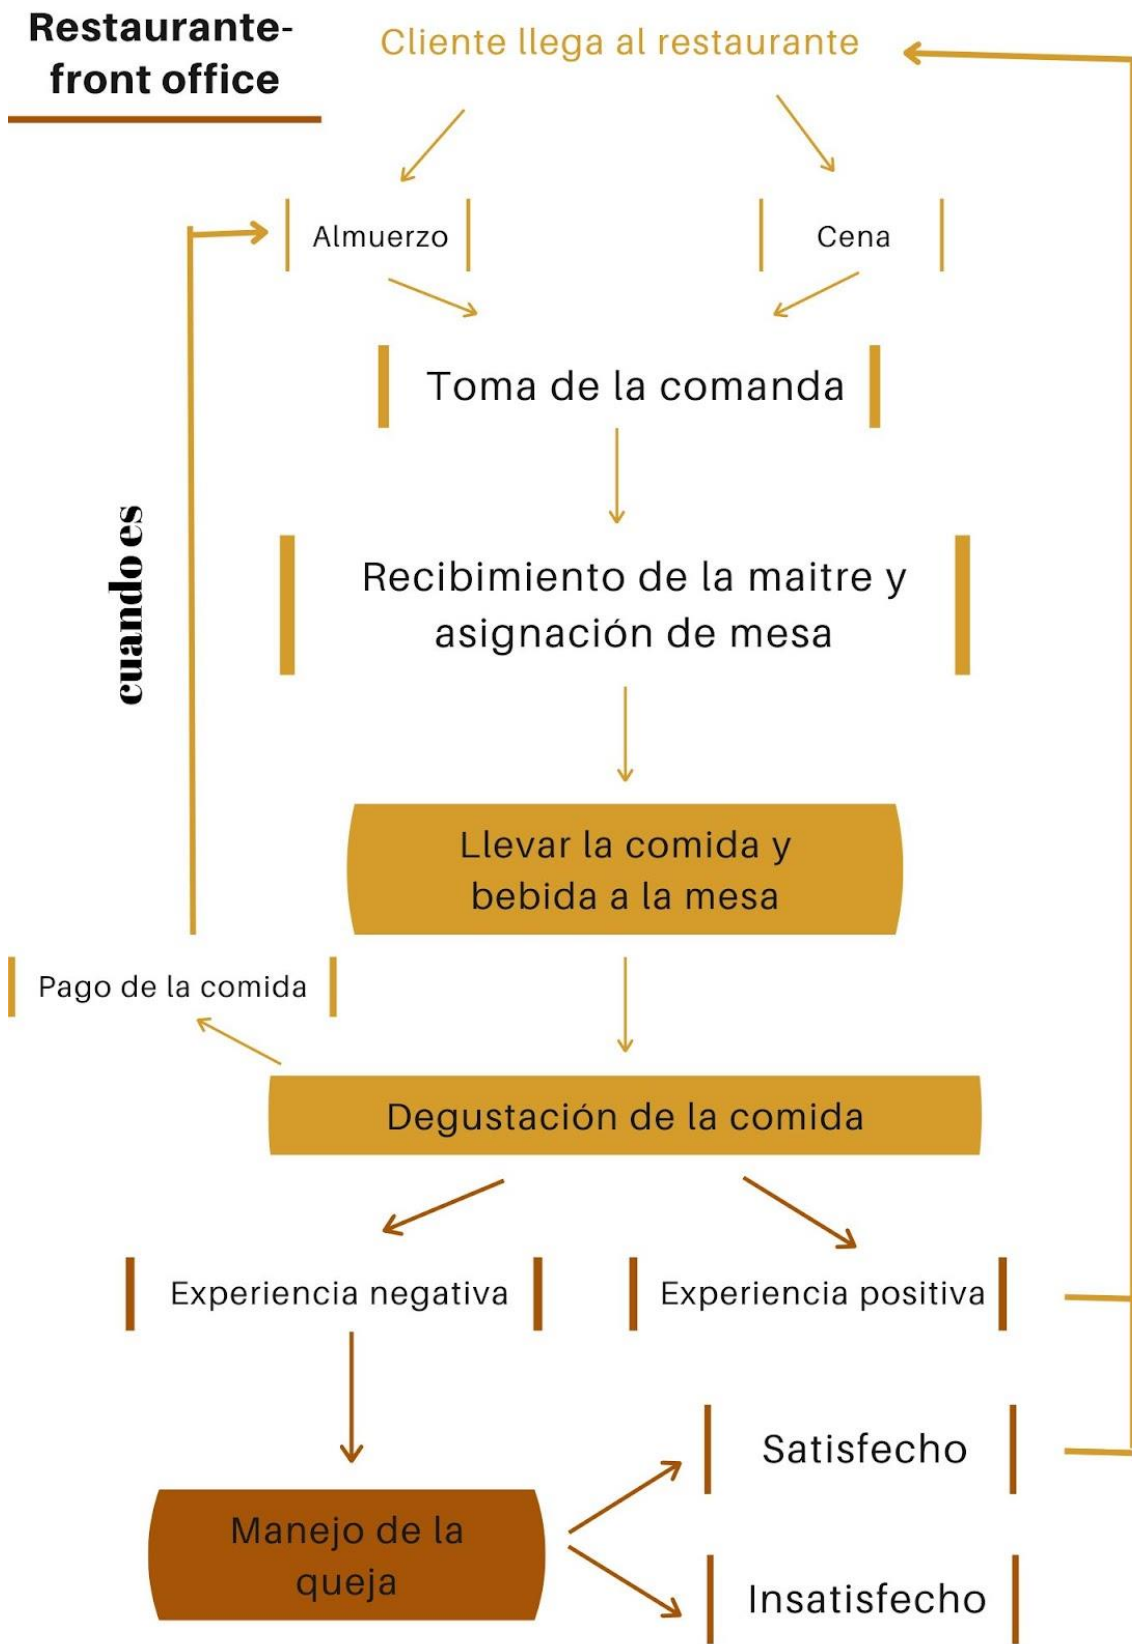 Restaurante-
front office
Cliente llega al restaurante
Almuerzo
Cena
Toma de la comanda
cuando es
Recibimiento de la maitre y
asignación de mesa
Llevar la comida y
bebida a la mesa
Pago de la comida
Degustación de la comida
Experiencia negativa
Experiencia positiva
Satisfecho
Manejo de la
queja
Insatisfecho